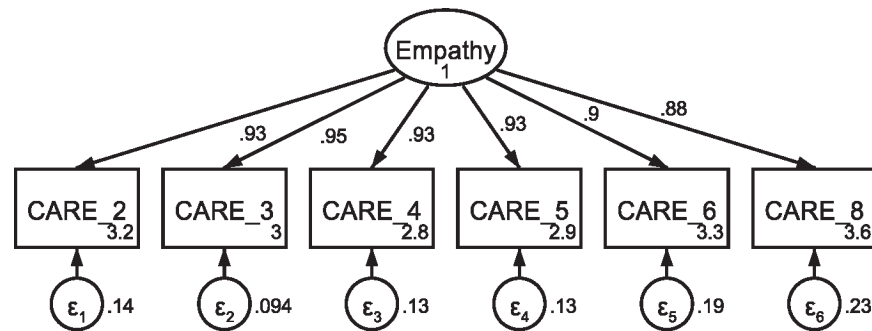 Empathy
1
.93
.95
.93
.93
.9
.88
CARE_2
3.2
CARE_3
3
CARE_4
2.8
CARE_5
2.9
CARE_6
3.3
CARE_8
3.6
ε1 .14
ε2 .094
ε3 .13
ε4 .13
ε5 .19
ε6 .23